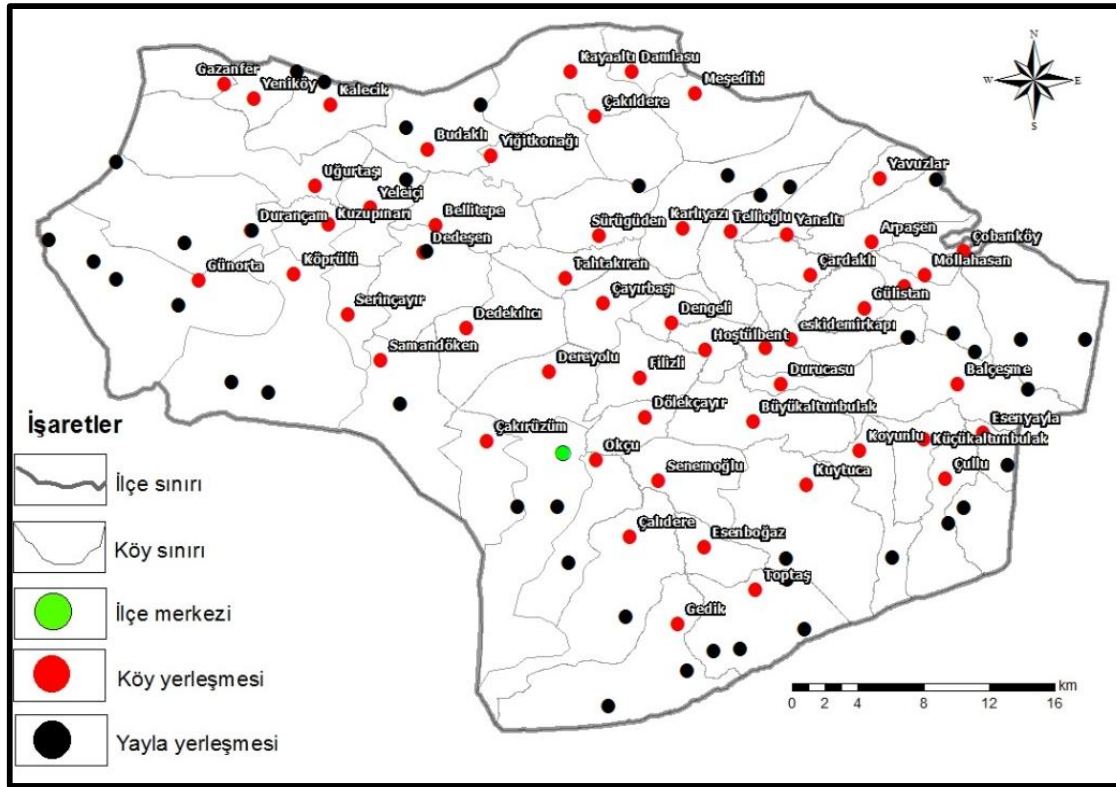 N
W
E
S
Gazanfer
Yeniköy
Kalecik
Kayaaltı
Damlasu
Meşedibi
Çakıldere
Budaklı
Yiğitkonağı
Uğurtaşı
Yeleiçi
Yavuzlar
Durançam
Kuzupınarı
Bellitepe
Sürügüden
Karlıyazı
Tellioğlu
Yanaltı
Arpaşen
Çobanköy
Dedeşen
Günorta
Köprülü
Tahtakıran
Çardaklı
Mollahasan
Çayırbaşı
Gülistan
Serinçayır
Dedekılıcı
Dengeli
eskidemirkapı
Hoştülbent
Samandöken
Dereyolu
Filizli
Durucasu
Balçeşme
Dölekçayır
Büyükaltunbulak
Esenyayla
Çakırüzüm
Okçu
Koyunlu
Küçükaltunbulak
Senemoğlu
Kuytuca
Çullu
Çalıdere
Esenboğaz
Toptaş
Gedik
İşaretler
İlçe sınırı
Köy sınırı
İlçe merkezi
Köy yerleşmesi
Yayla yerleşmesi
km
0 2 4 8 12 16